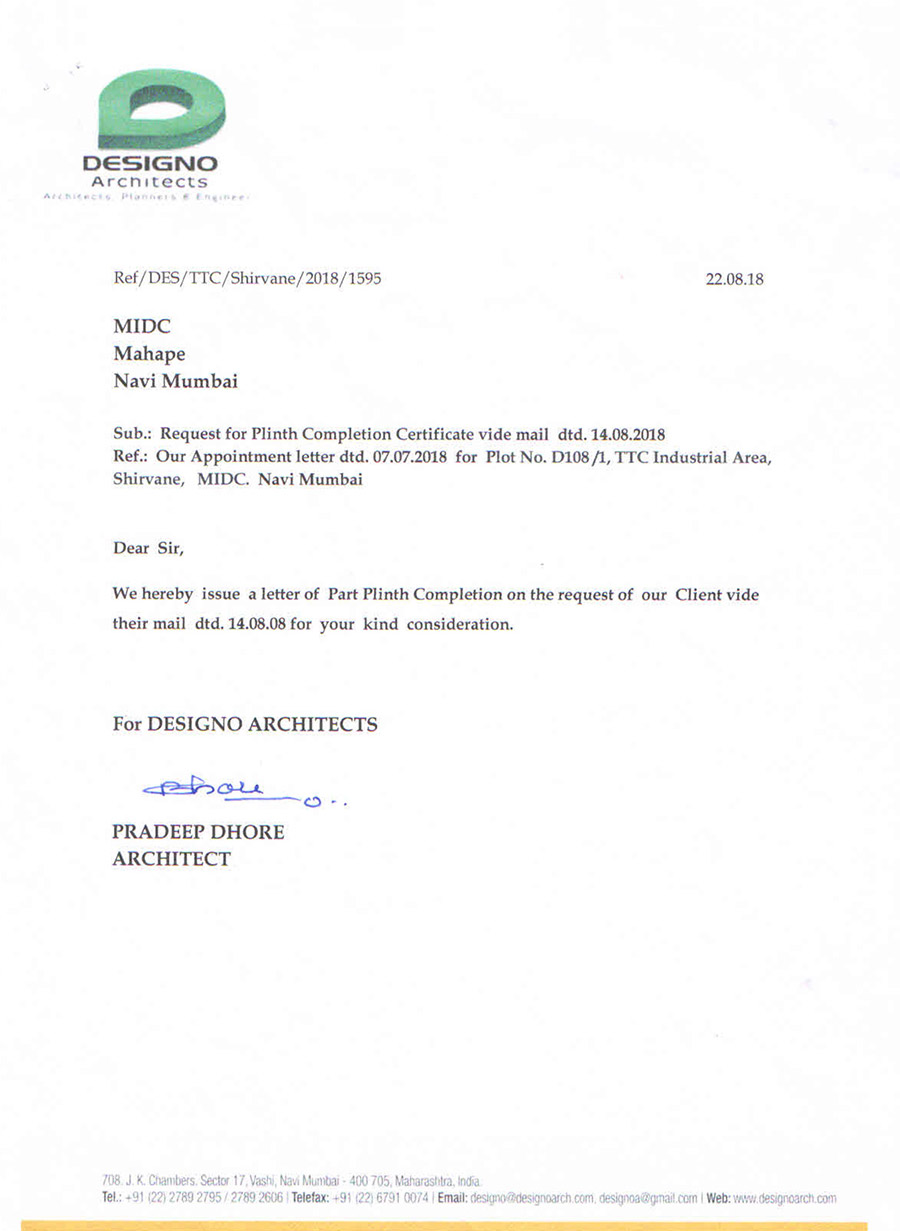 DESIGNO
Architects
Architects, Planners & Engineer
Ref/DES/TTC/Shirvane/2018/1595 22.08.18
MIDC
Mahape
Navi Mumbai
Sub.: Request for Plinth Completion Certificate vide mail dtd. 14.08.2018
Ref.: Our Appointment letter dtd. 07.07.2018 for Plot No. D108/1, TTC Industrial Area,
Shirvane, MIDC. Navi Mumbai
Dear Sir,
We hereby issue a letter of Part Plinth Completion on the request of our Client vide
their mail dtd. 14.08.08 for your kind consideration.
For DESIGNO ARCHITECTS
Dhore
PRADEEP DHORE
ARCHITECT
708, J. K. Chambers, Sector 17, Vashi, Navi Mumbai - 400 705, Maharashtra, India.
Tel.: +91 (22) 2789 2795 / 2789 2606 | Telefax: +91 (22) 6791 0074 | Email: designo@designoarch.com, designoa@gmail.com | Web: www.designoarch.com